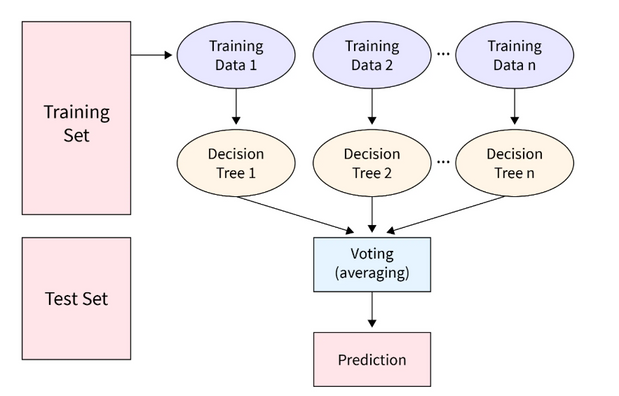 Training
Set
Training
Data 1
Training
Data 2
...
Training
Data n
Decision
Tree 1
Decision
Tree 2
...
Decision
Tree n
Test Set
Voting
(averaging)
Prediction